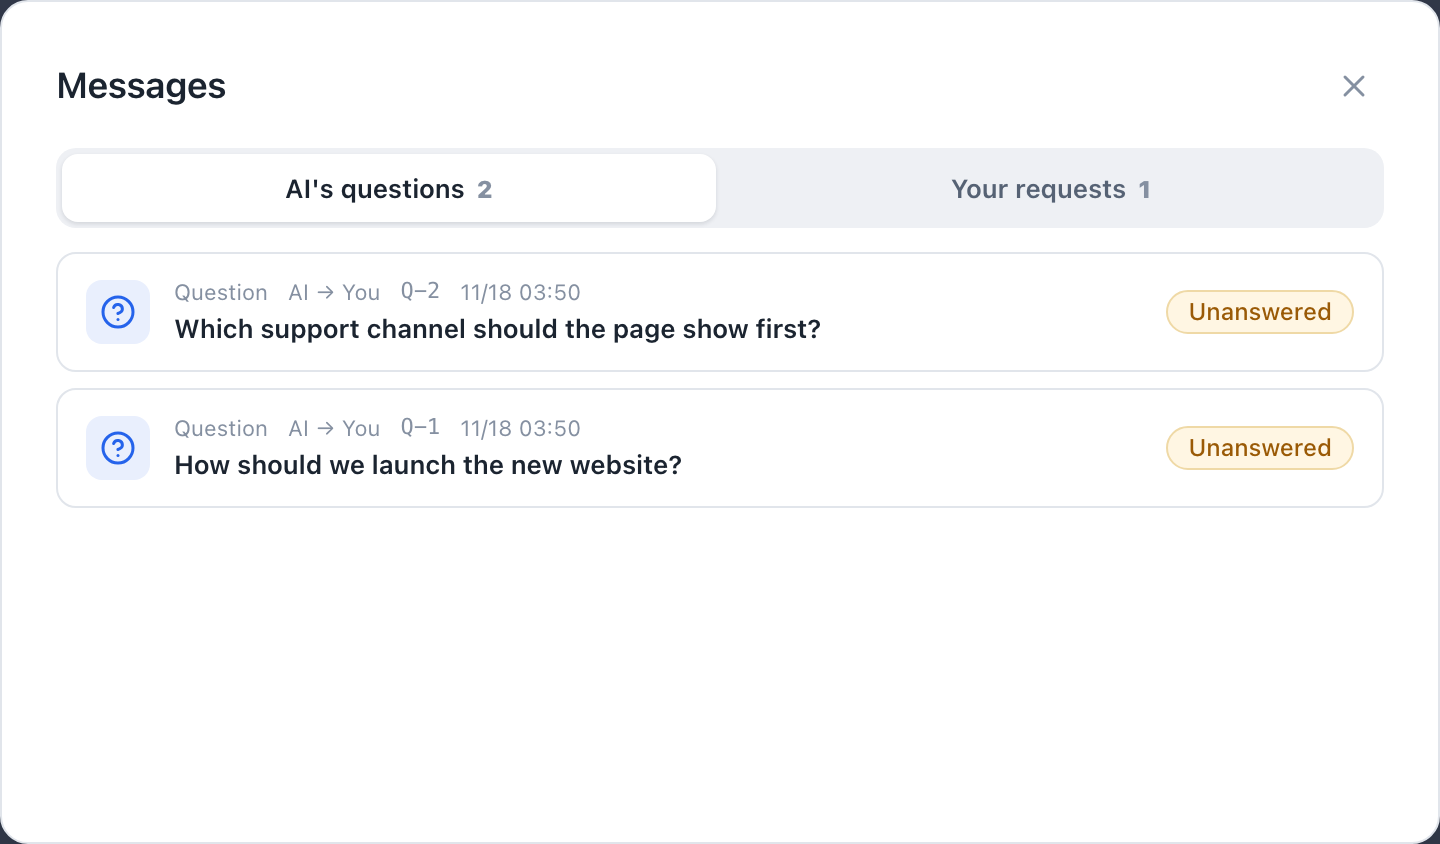 Messages
AI's questions 2
Your requests 1
Question AI → You Q–2 11/18 03:50
Which support channel should the page show first?
Unanswered
Question AI → You Q–1 11/18 03:50
How should we launch the new website?
Unanswered